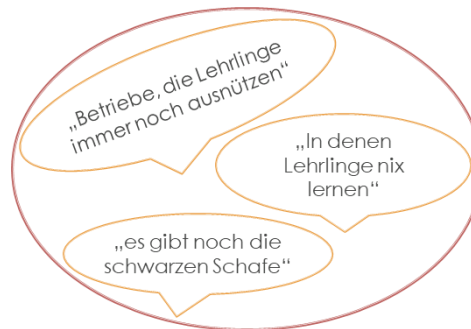 „Betriebe, die Lehrlinge
immer noch ausnützen“
„In denen
Lehrlinge nix
lernen“
„es gibt noch die
schwarzen Schafe“